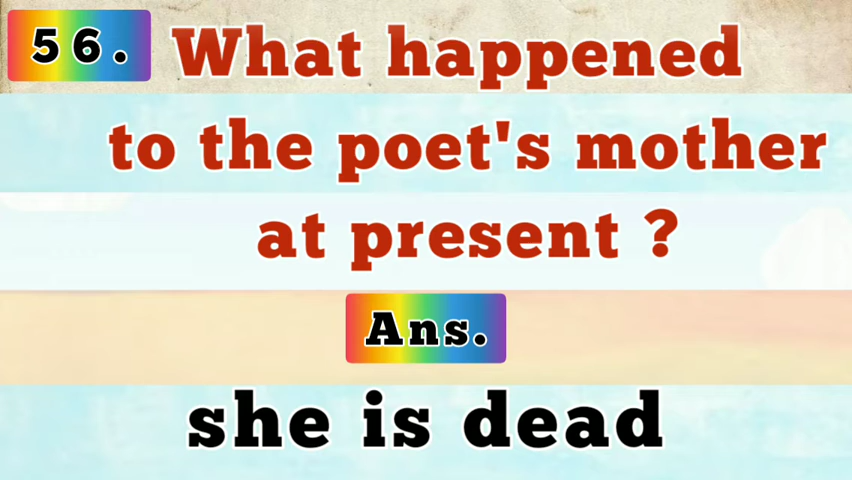 56. What happened
to the poet's mother
at present ?
Ans.
she is dead